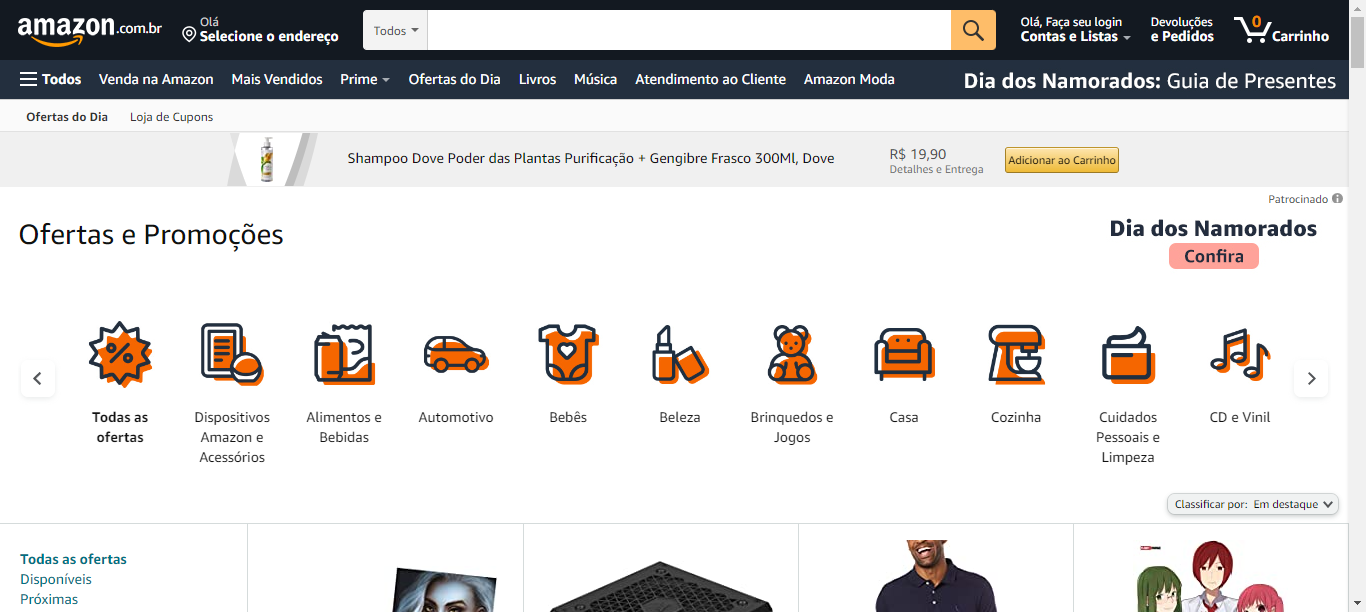 amazon.com.br
Olá
Selecione o endereço
Todos
Olá, Faça seu login
Contas e Listas
Devoluções
e Pedidos
0
Carrinho
Todos
Venda na Amazon
Mais Vendidos
Prime
Ofertas do Dia
Livros
Música
Atendimento ao Cliente
Amazon Moda
Dia dos Namorados: Guia de Presentes
Ofertas do Dia
Loja de Cupons
Shampoo Dove Poder das Plantas Purificação + Gengibre Frasco 300Ml, Dove
R$ 19,90
Detalhes e Entrega
Adicionar ao Carrinho
Patrocinado
Ofertas e Promoções
Dia dos Namorados
Confira
Todas as
ofertas
Dispositivos
Amazon e
Acessórios
Alimentos e
Bebidas
Automotivo
Bebês
Beleza
Brinquedos e
Jogos
Casa
Cozinha
Cuidados
Pessoais e
Limpeza
CD e Vinil
Classificar por: Em destaque
Todas as ofertas
Disponíveis
Próximas